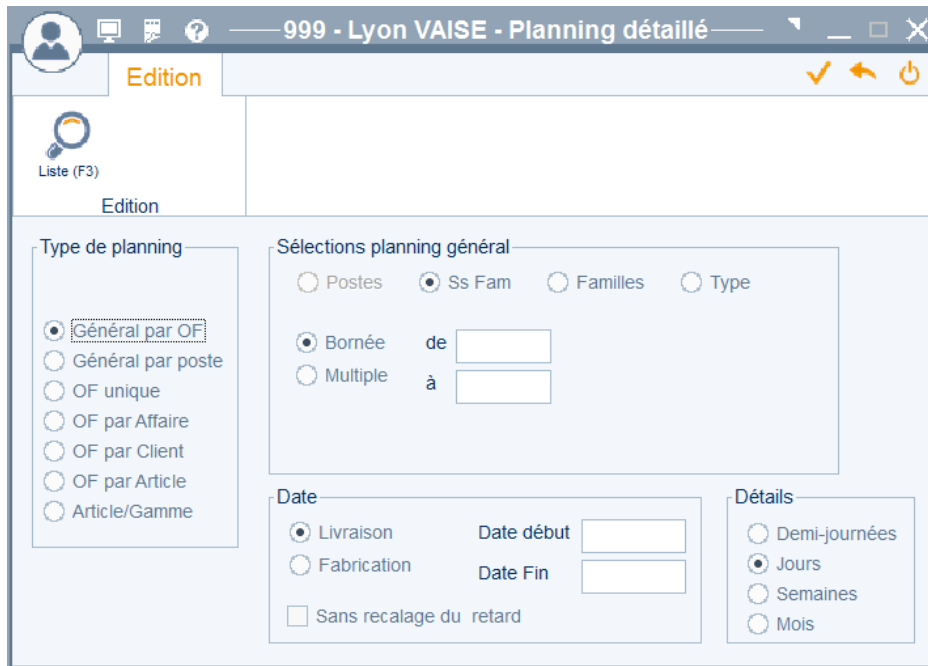 999 - Lyon VAISE - Planning détaillé
Edition
Liste (F3)
Edition
Type de planning
Général par OF
Général par poste
OF unique
OF par Affaire
OF par Client
OF par Article
Article/Gamme
Sélections planning général
Postes Ss Fam Familles Type
Bornée de
Multiple à
Date
Livraison Date début
Fabrication Date Fin
Sans recalage du retard
Détails
Demi-journées
Jours
Semaines
Mois